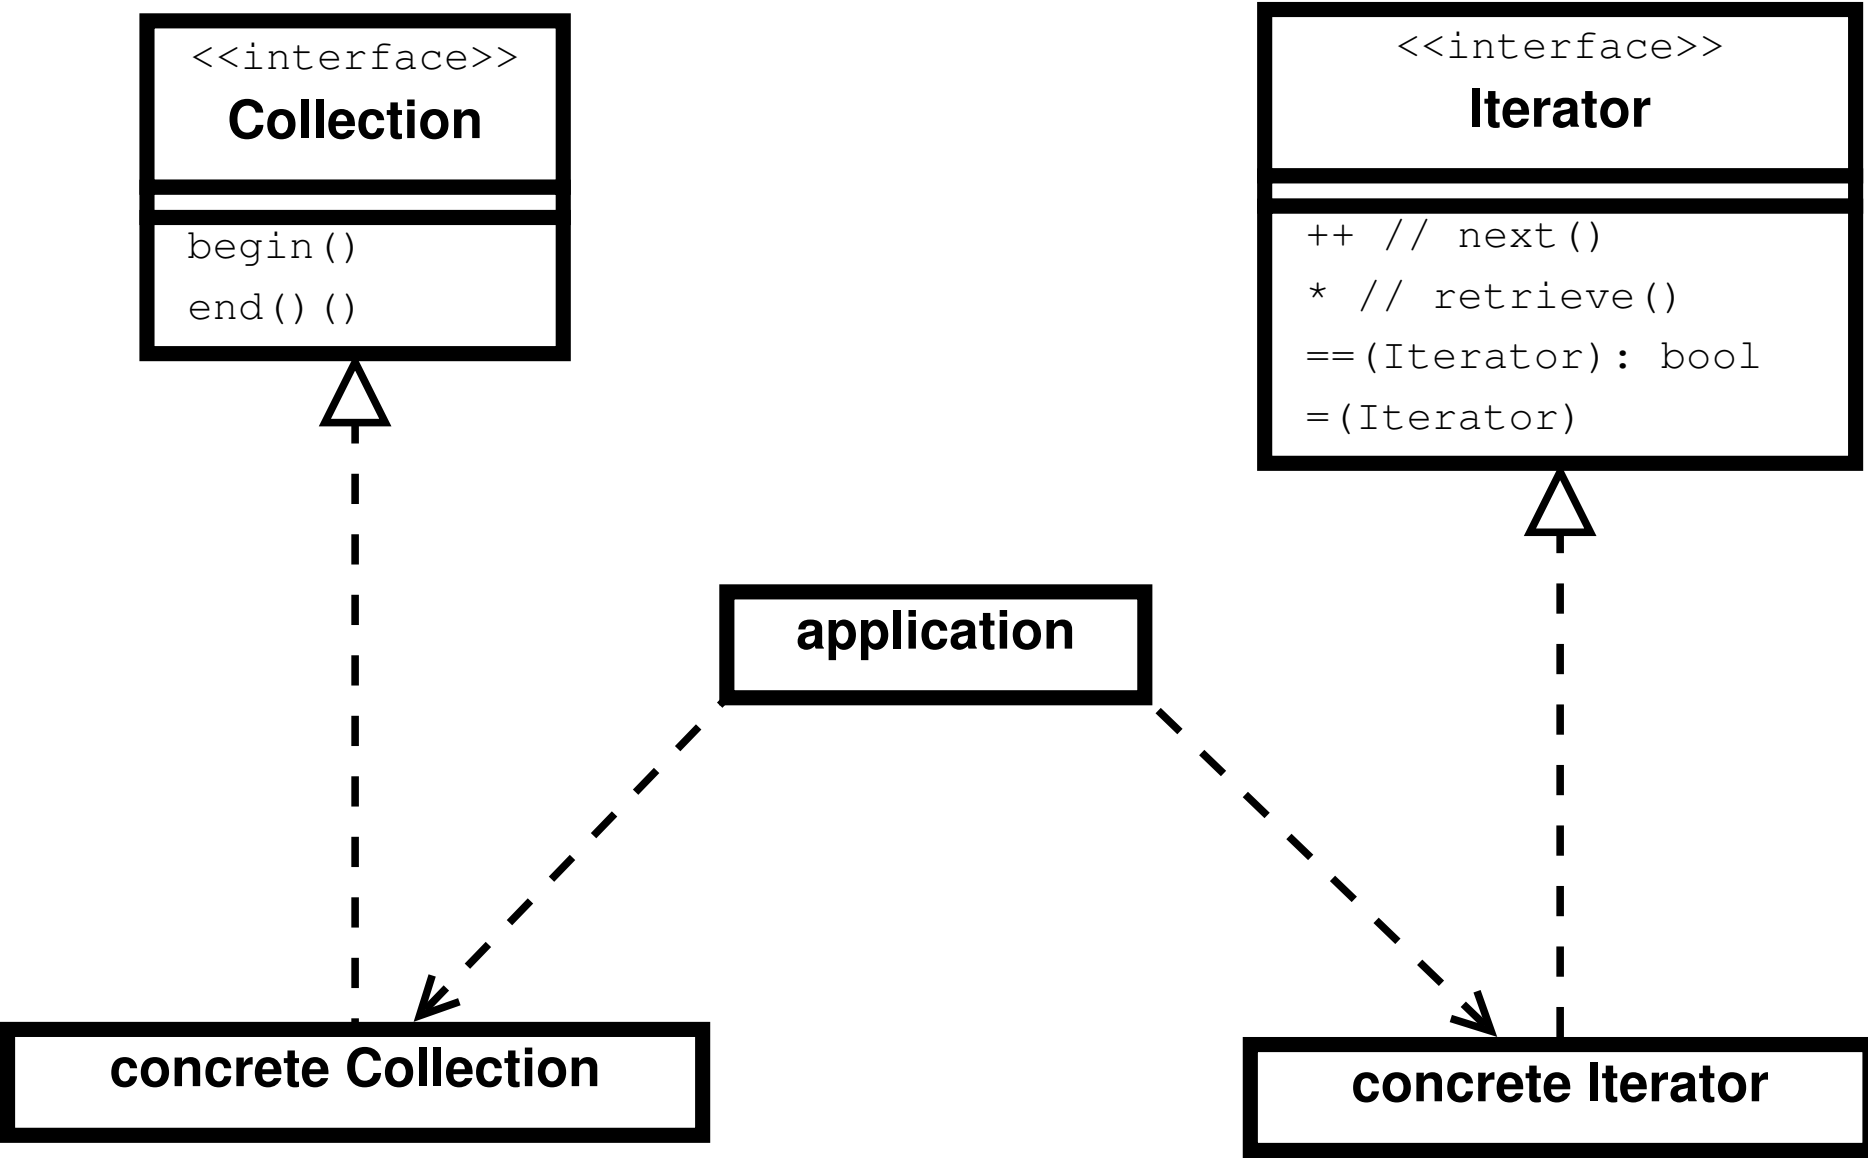 <<interface>>
Collection
begin()
end()()
<<interface>>
Iterator
++ // next()
* // retrieve()
==(Iterator): bool
=(Iterator)
application
concrete Collection
concrete Iterator